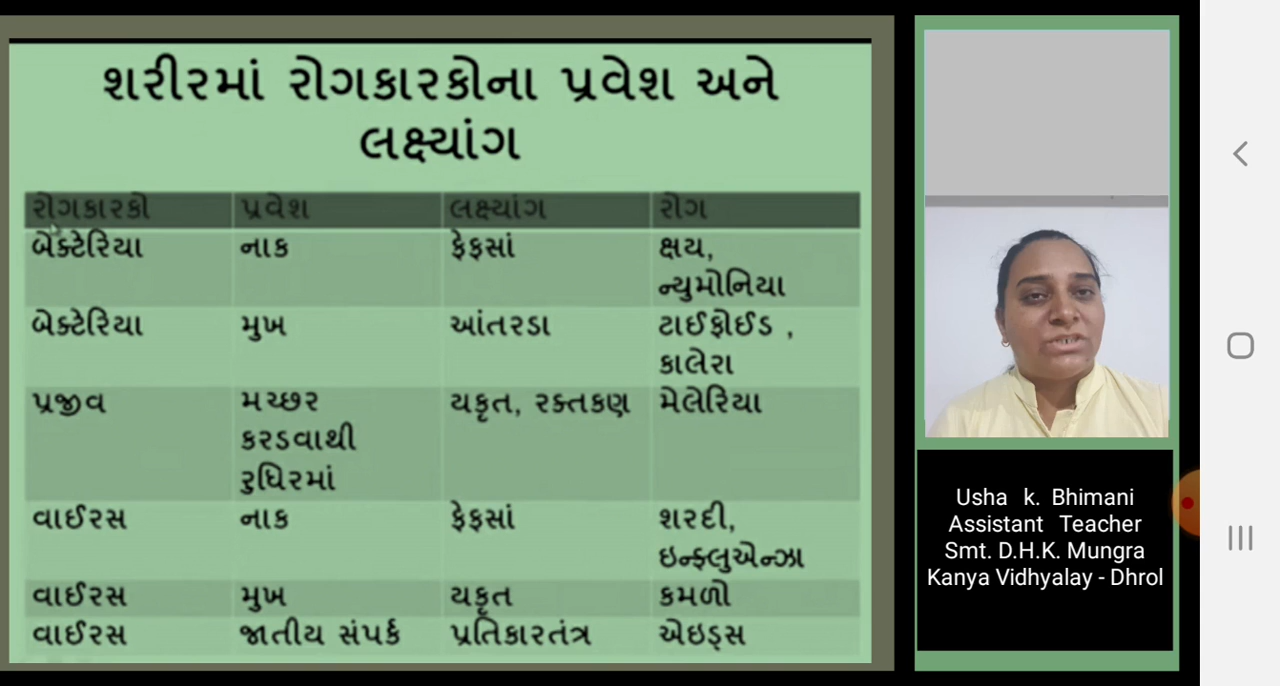 શરીરમાં રોગકારકોના પ્રવેશ અને
લક્ષ્યાંગ
રોગકારકો પ્રવેશ લક્ષ્યાંગ રોગ
બેક્ટેરિયા નાક ફેફસાં ક્ષય,
ન્યુમોનિયા
બેક્ટેરિયા મુખ આંતરડા ટાઈફોઈડ ,
કાલેરા
પ્રજીવ મચ્છર યકૃત, રક્તકણ મેલેરિયા
કરડવાથી
રુધિરમાં
વાઈરસ નાક ફેફસાં શરદી,
ઇન્ફ્લુએન્ઝા
વાઈરસ મુખ યકૃત કમળો
વાઈરસ જાતીય સંપર્ક પ્રતિકારતંત્ર એઇડ્સ
Usha k. Bhimani
Assistant Teacher
Smt. D.H.K. Mungra
Kanya Vidhyalay - Dhrol